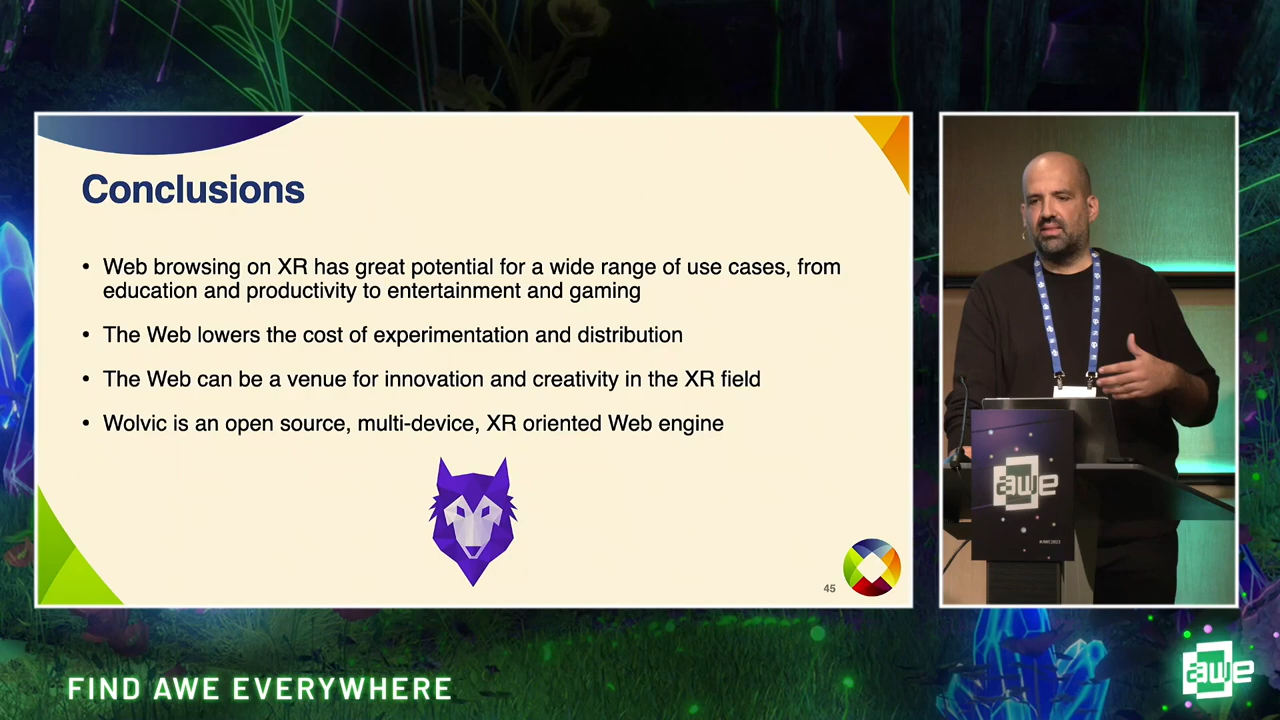 Conclusions
• Web browsing on XR has great potential for a wide range of use cases, from
education and productivity to entertainment and gaming
• The Web lowers the cost of experimentation and distribution
• The Web can be a venue for innovation and creativity in the XR field
• Wolvic is an open source, multi-device, XR oriented Web engine
45
awe
FIND AWE EVERYWHERE
awe